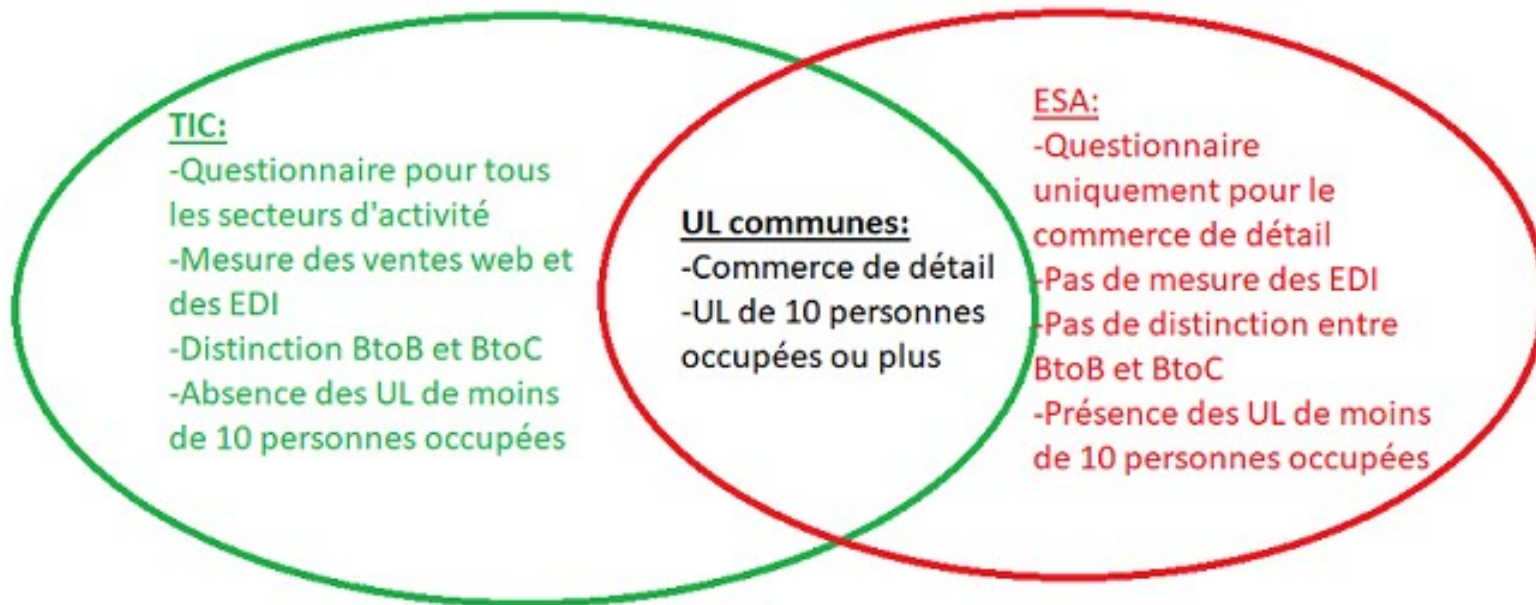 TIC:
-Questionnaire pour tous
les secteurs d'activité
-Mesure des ventes web et
des EDI
-Distinction BtoB et BtoC
-Absence des UL de moins
de 10 personnes occupées
UL communes:
-Commerce de détail
-UL de 10 personnes
occupées ou plus
ESA:
-Questionnaire
uniquement pour le
commerce de détail
-Pas de mesure des EDI
-Pas de distinction entre
BtoB et BtoC
-Présence des UL de moins
de 10 personnes occupées